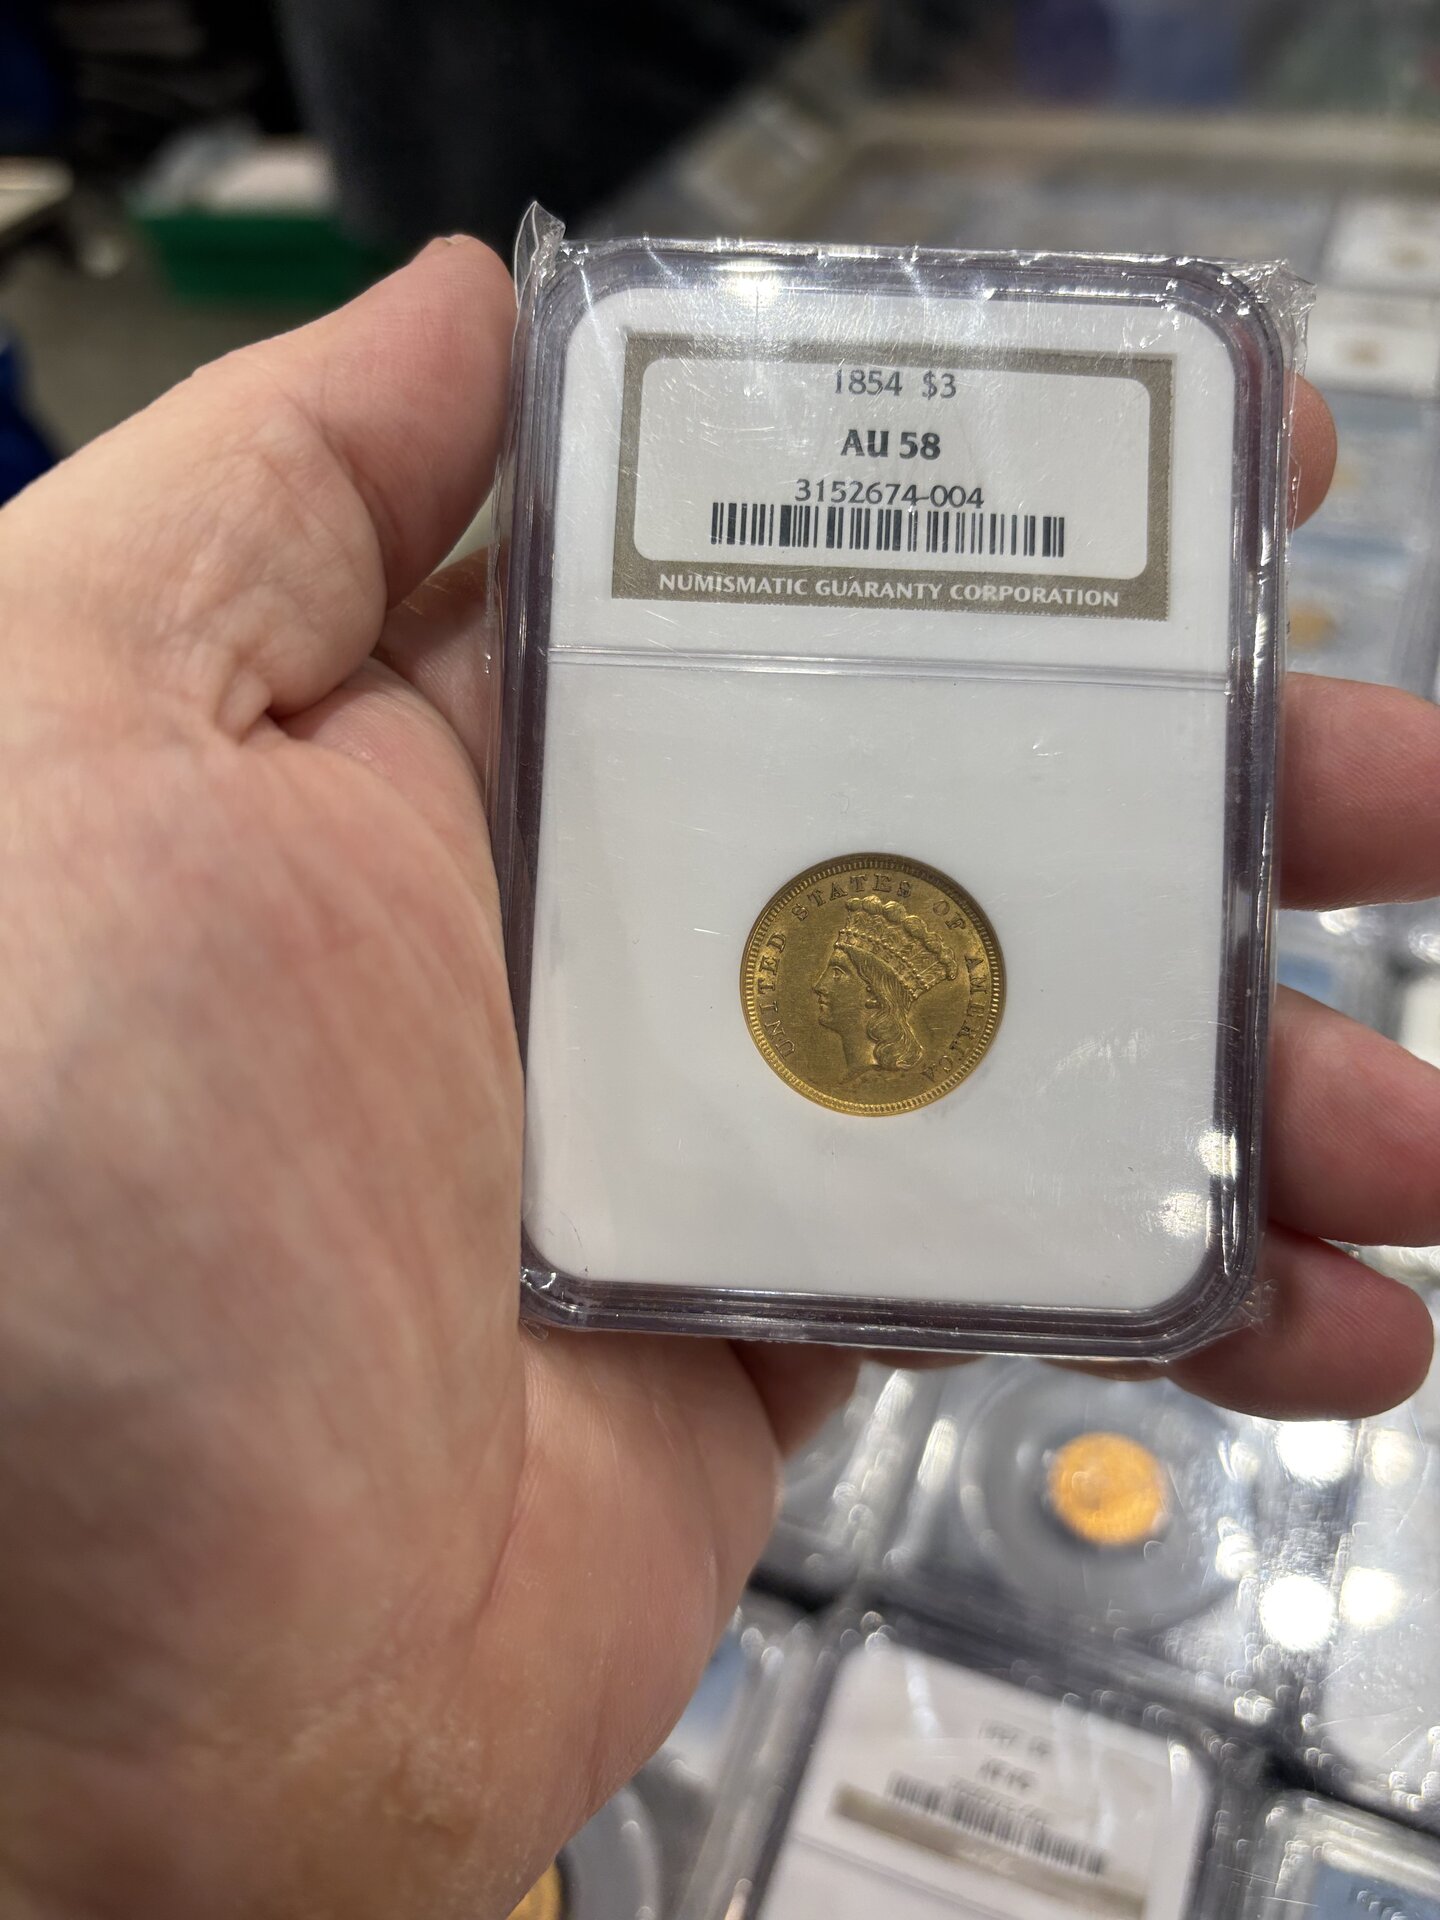 1854 $3
AU 58
3152674-004
NUMISMATIC GUARANTY CORPORATION
UNITED STATES OF AMERICA